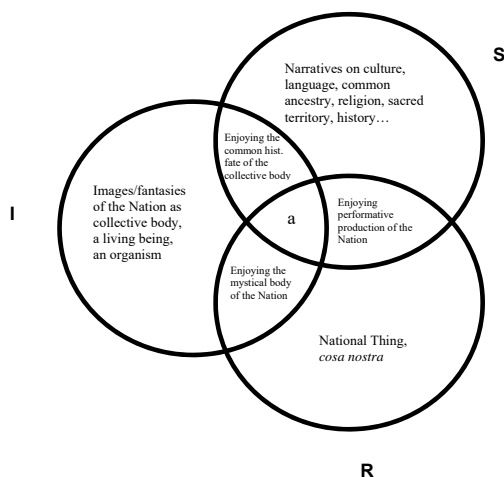 S
Narratives on culture,
language, common
ancestry, religion, sacred
territory, history…
Enjoying the
common hist.
fate of the
collective body
I
Images/fantasies
of the Nation as
collective body,
a living being,
an organism
a
Enjoying
performative
production of the
Nation
Enjoying the
mystical body
of the Nation
National Thing,
cosa nostra
R